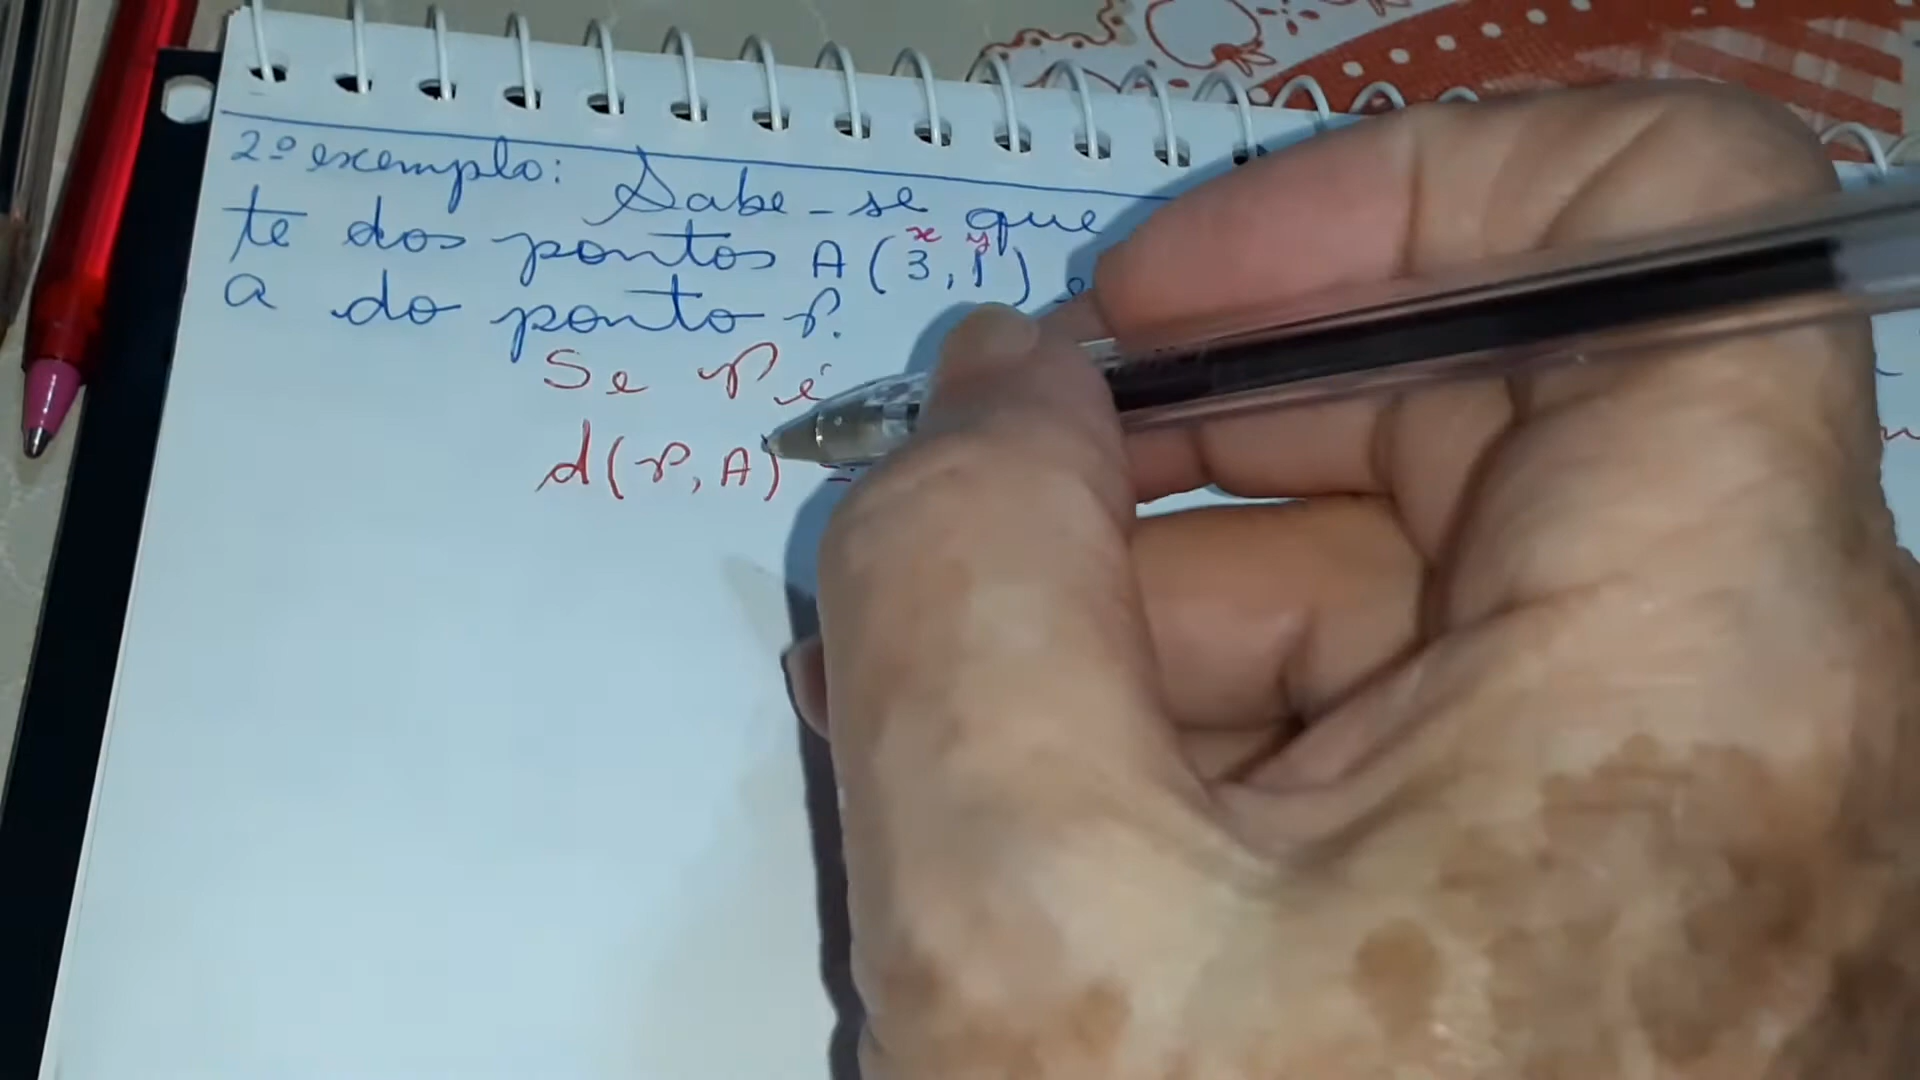 2º exemplo: Sabe-se que
x y
te dos pontos A(3,1) e
a do ponto P.
Se P é
d(P,A) =